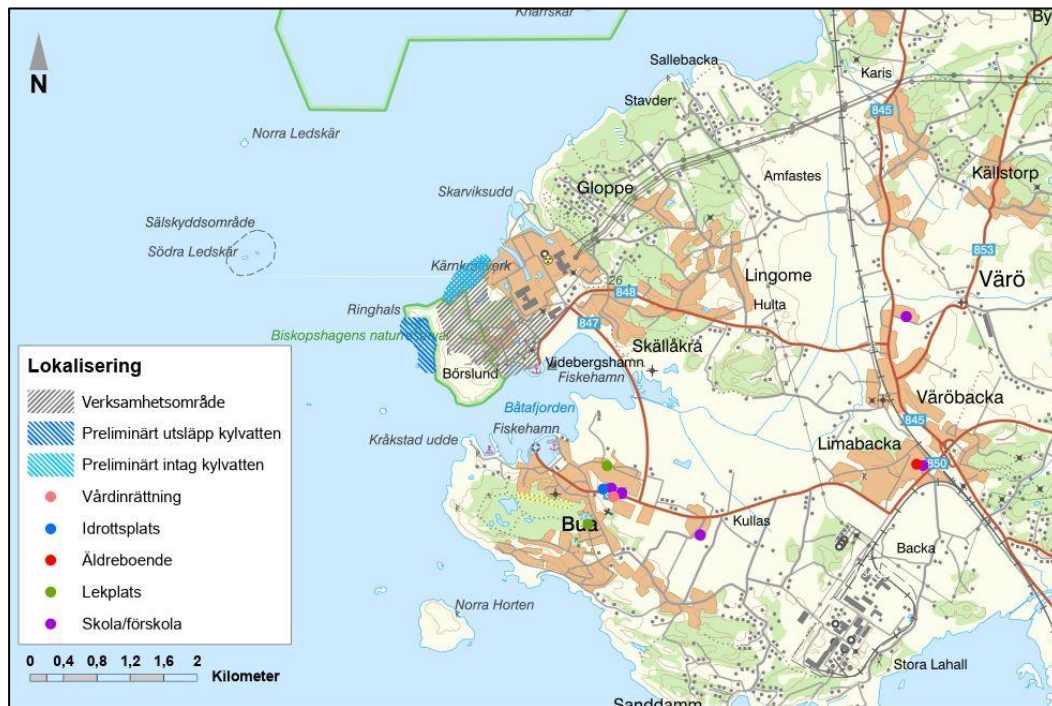 Knarrskär
By
Sallebacka
Karis
N
Stavder
845
Norra Ledskär
Amfastes
Källstorp
Gloppe
Skarviksudd
Sälskyddsområde
853
Södra Ledskär
Kärnkraftverk
Lingome
Värö
26
848
Hulta
Ringhals
847
Biskopshagens naturreservat
Skällåkra
Lokalisering
Videbergshamn
Börslund
Fiskehamn
Verksamhetsområde
Väröbacka
Båtafjorden
845
Preliminärt utsläpp kylvatten
Fiskehamn
Kråkstad udde
Limabacka
Preliminärt intag kylvatten
850
Vårdinrättning
Idrottsplats
Bua
Kullas
Äldreboende
Backa
Lekplats
Norra Horten
Skola/förskola
0 0,4 0,8 1,2 1,6 2
Kilometer
Stora Lahall
Sanddamm